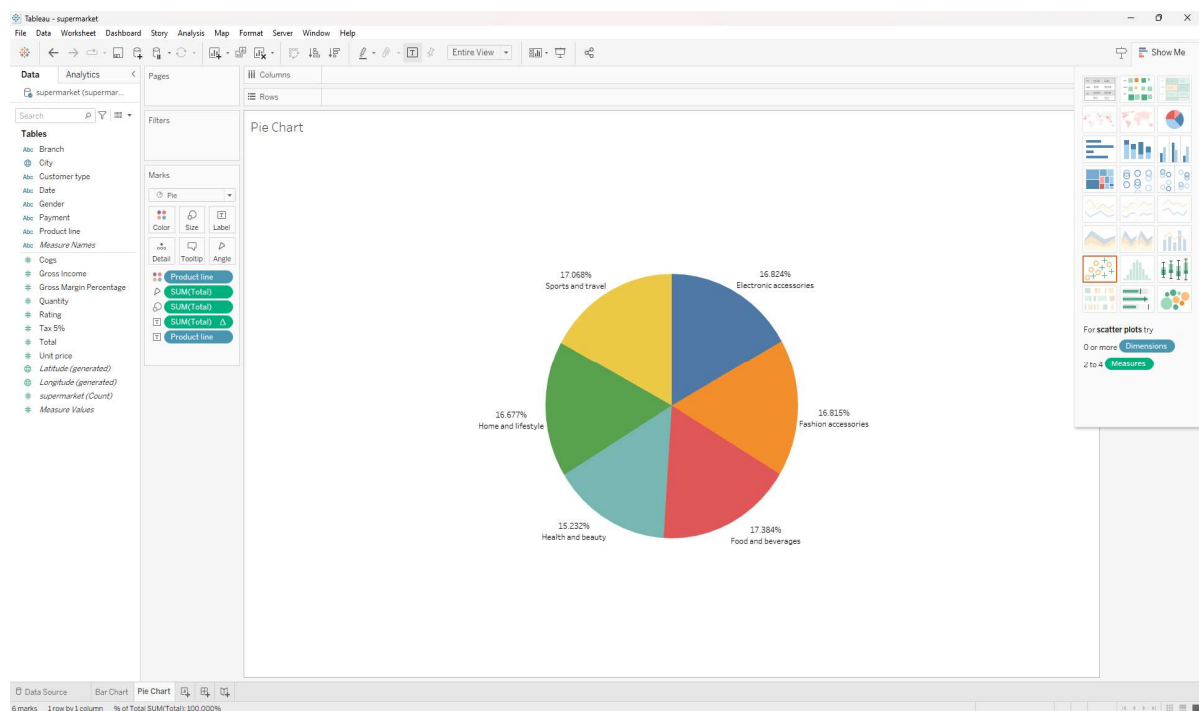 Tableau - supermarket
File Data Worksheet Dashboard Story Analysis Map Format Server Window Help
Entire View
Show Me
Data Analytics
supermarket (supermar...
Search
Tables
Abc Branch
City
Abc Customer type
Abc Date
Abc Gender
Abc Payment
Abc Product line
Abc Measure Names
# Cogs
# Gross Income
# Gross Margin Percentage
# Quantity
# Rating
# Tax 5%
# Total
# Unit price
Latitude (generated)
Longitude (generated)
# supermarket (Count)
# Measure Values
Pages
Filters
Marks
Pie
Color Size Label
Detail Tooltip Angle
Product line
SUM(Total)
SUM(Total)
SUM(Total) Δ
Product line
Columns
Rows
Pie Chart
17.068%
Sports and travel
16.824%
Electronic accessories
16.677%
Home and lifestyle
16.815%
Fashion accessories
15.232%
Health and beauty
17.384%
Food and beverages
For scatter plots try
0 or more Dimensions
2 to 4 Measures
Data Source Bar Chart Pie Chart
6 marks 1 row by 1 column % of Total SUM(Total): 100.000%